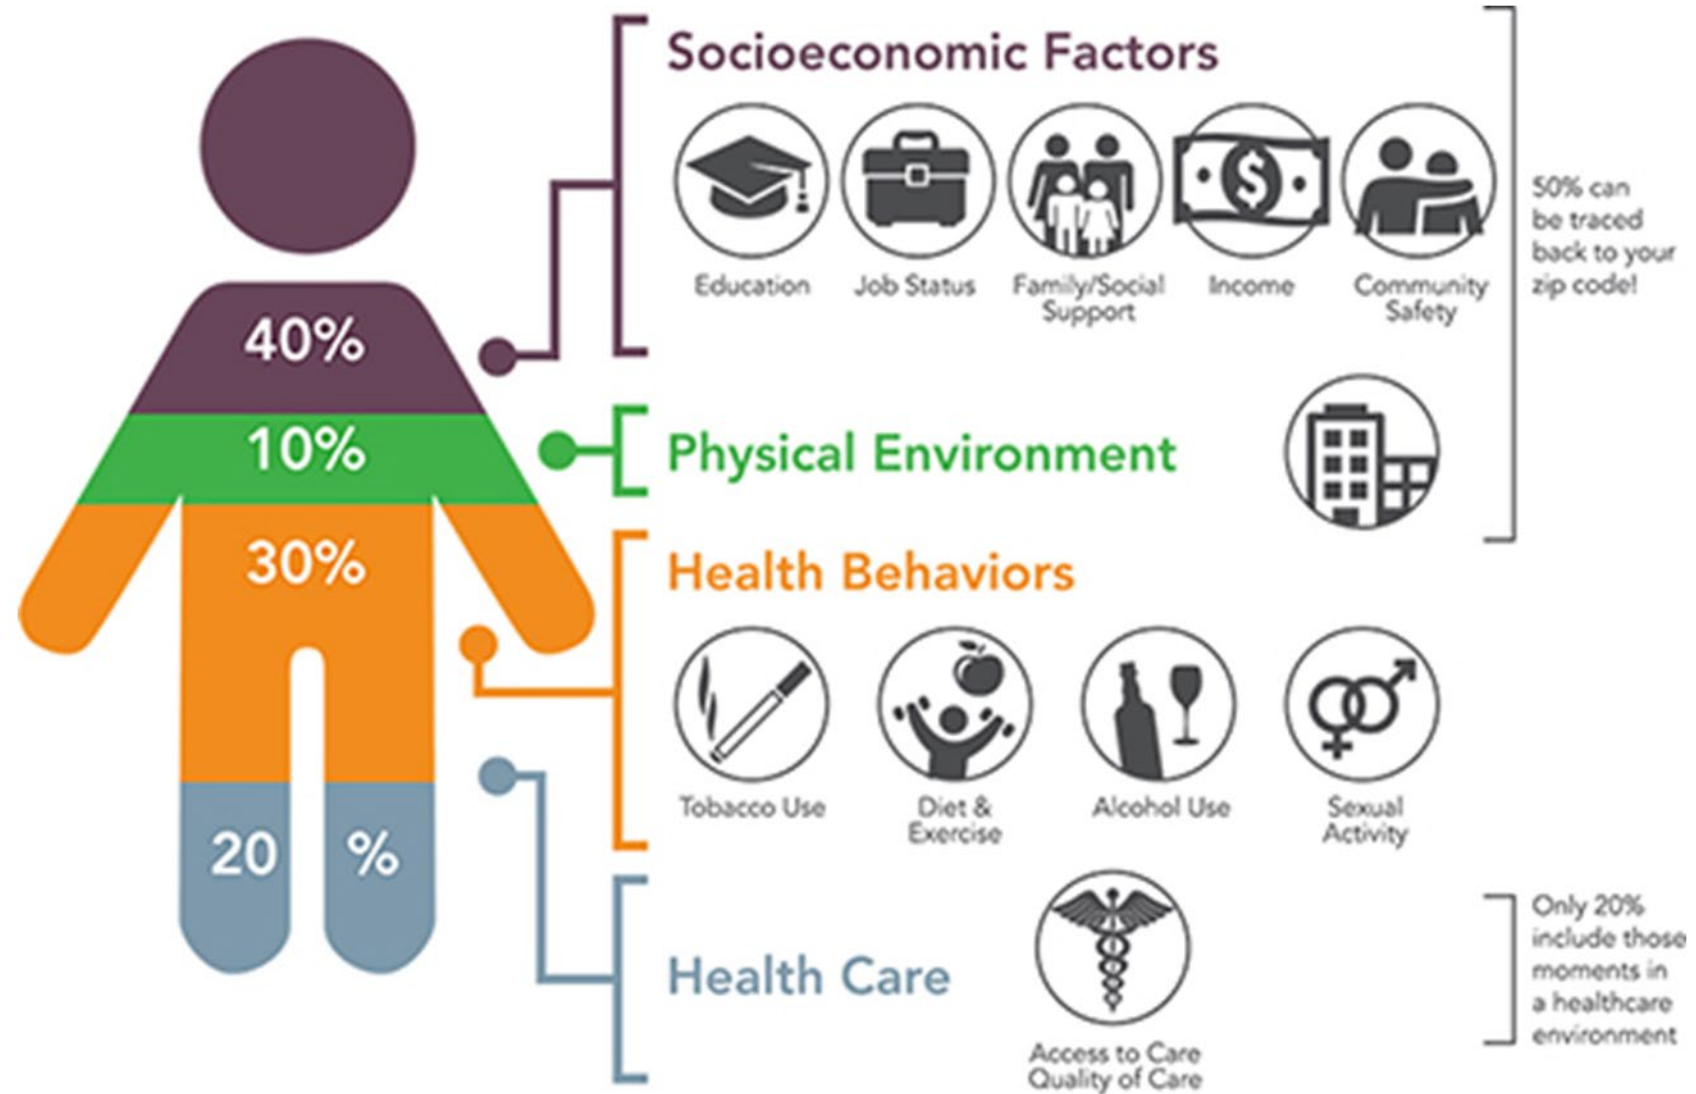 Socioeconomic Factors
Education
Job Status
Family/Social
Support
Income
Community
Safety
50% can
be traced
back to your
zip code!
40%
10%
Physical Environment
30%
Health Behaviors
Tobacco Use
Diet &
Exercise
Alcohol Use
Sexual
Activity
20 %
Health Care
Access to Care
Quality of Care
Only 20%
include those
moments in
a healthcare
environment
$